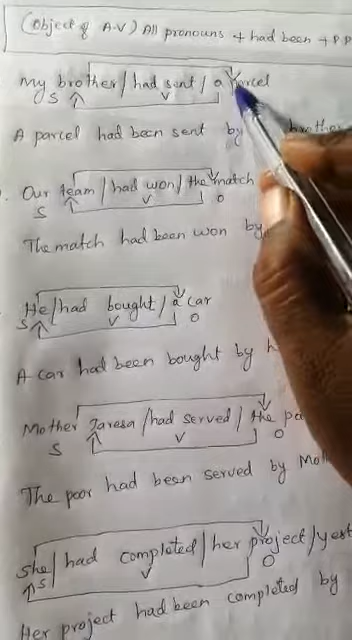 (Object of A.V) All pronouns + had been + P.P
My brother / had sent / a Parcel
S V
A parcel had been sent by brother
Our team / had won / the match
S V O
The match had been won by
He / had bought / a car
S V O
A car had been bought by
Mother Taresa / had served / the
S V O
The poor had been served by
she / had completed / her project /
S V O
Her project had been completed by